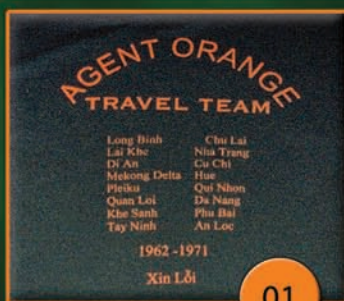 AGENT ORANGE
TRAVEL TEAM
Long Binh Chu Lai
Lai Khe Nha Trang
Di An Cu Chi
Mekong Delta Hue
Pleiku Qui Nhon
Quan Loi Da Nang
Khe Sanh Phu Bai
Tay Ninh An Loc
1962 -1971
Xin Lỗi
01